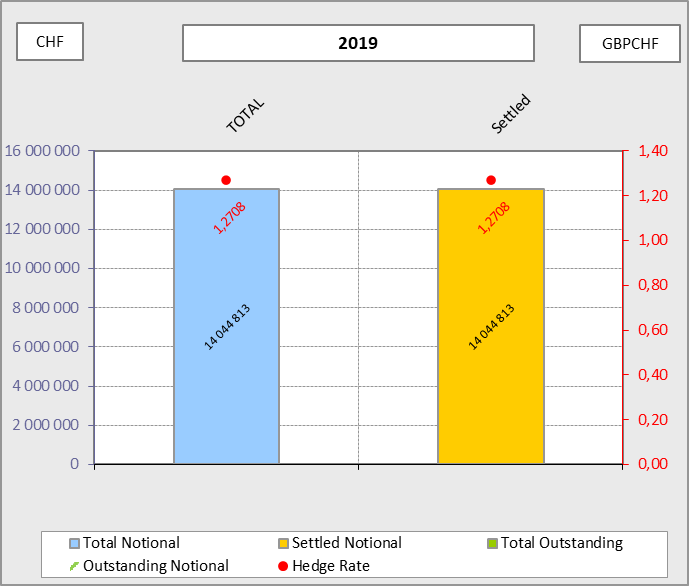 CHF
2019
GBPCHF
TOTAL
Settled
16 000 000
14 000 000
12 000 000
10 000 000
8 000 000
6 000 000
4 000 000
2 000 000
0
1,2708
14 044 813
1,2708
14 044 813
1,40
1,20
1,00
0,80
0,60
0,40
0,20
0,00
Total Notional
Settled Notional
Total Outstanding
Outstanding Notional
Hedge Rate